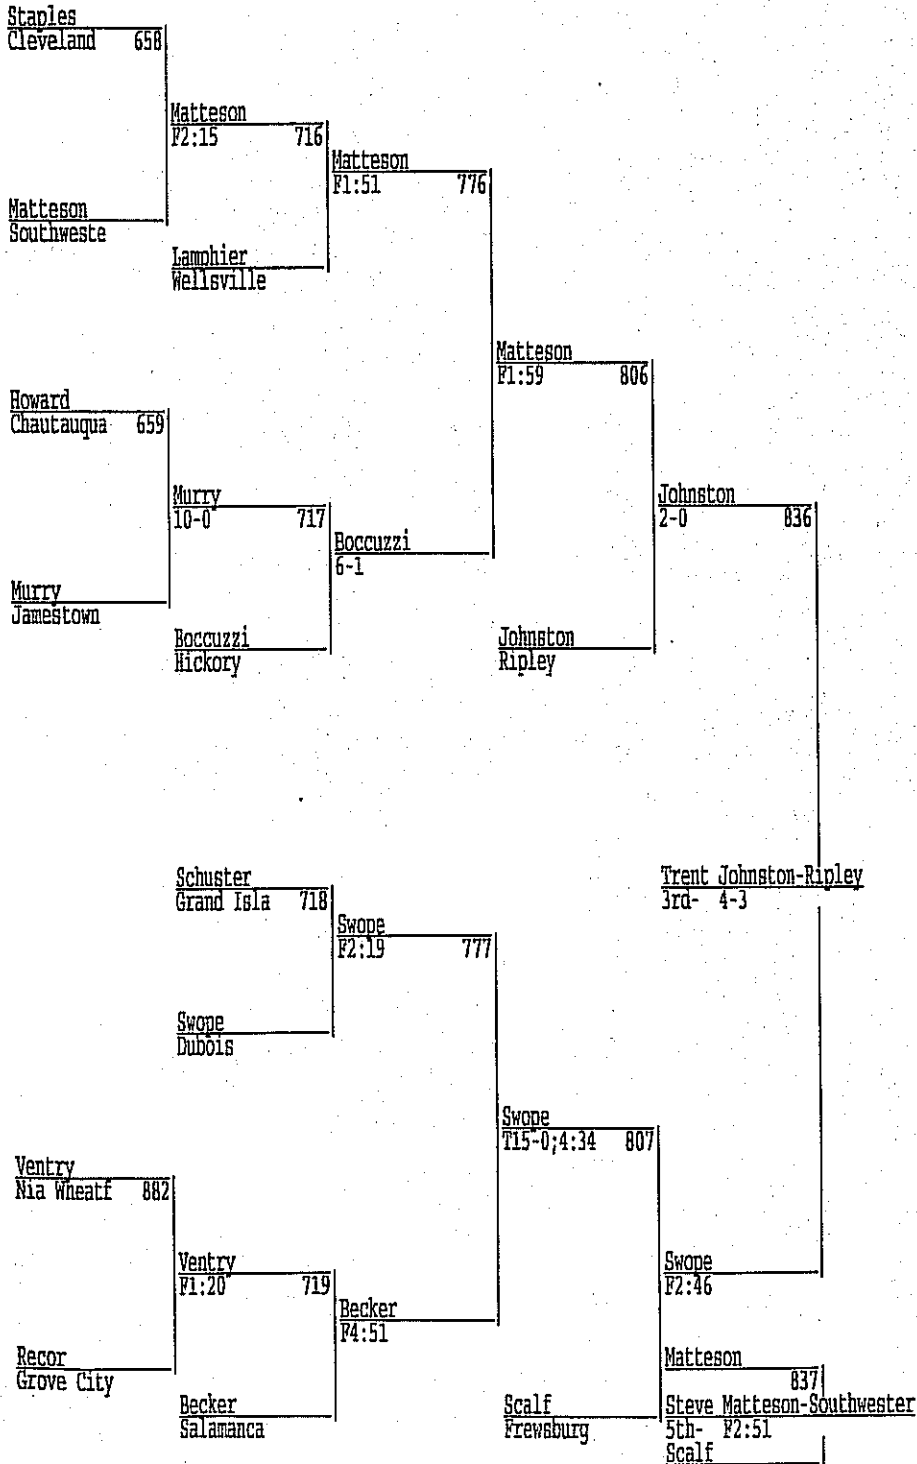 Staples
Cleveland 658
Matteson
F2:15 716
Matteson
F1:51 776
Matteson
Southweste
Lamphier
Wellsville
Matteson
F1:59 806
Howard
Chautauqua 659
Murry
10-0 717
Johnston
2-0 836
Boccuzzi
6-1
Murry
Jamestown
Boccuzzi
Hickory
Johnston
Ripley
Schuster
Grand Isla 718
Trent Johnston-Ripley
3rd- 4-3
Swope
F2:19 777
Swope
Dubois
Swope
T15-0;4:34 807
Ventry
Nia Wheatf 882
Ventry
F1:20 719
Swope
F2:46
Becker
F4:51
Recor
Grove City
Matteson
837
Becker
Salamanca
Scalf
Frewsburg
Steve Matteson-Southwester
5th- F2:51
Scalf